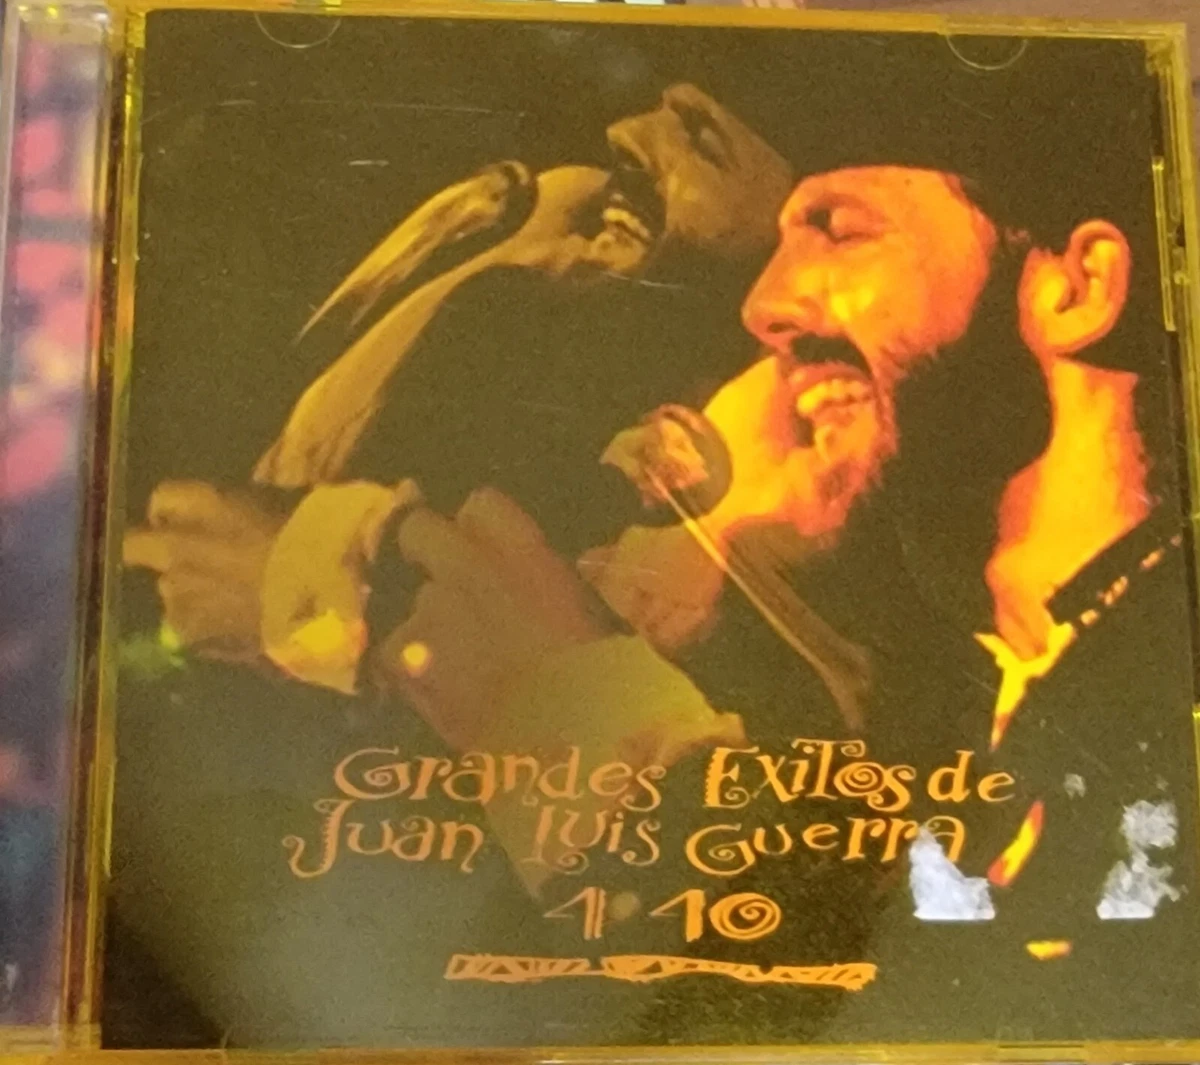 Grandes Exitos de
Juan Luis Guerra
4•40